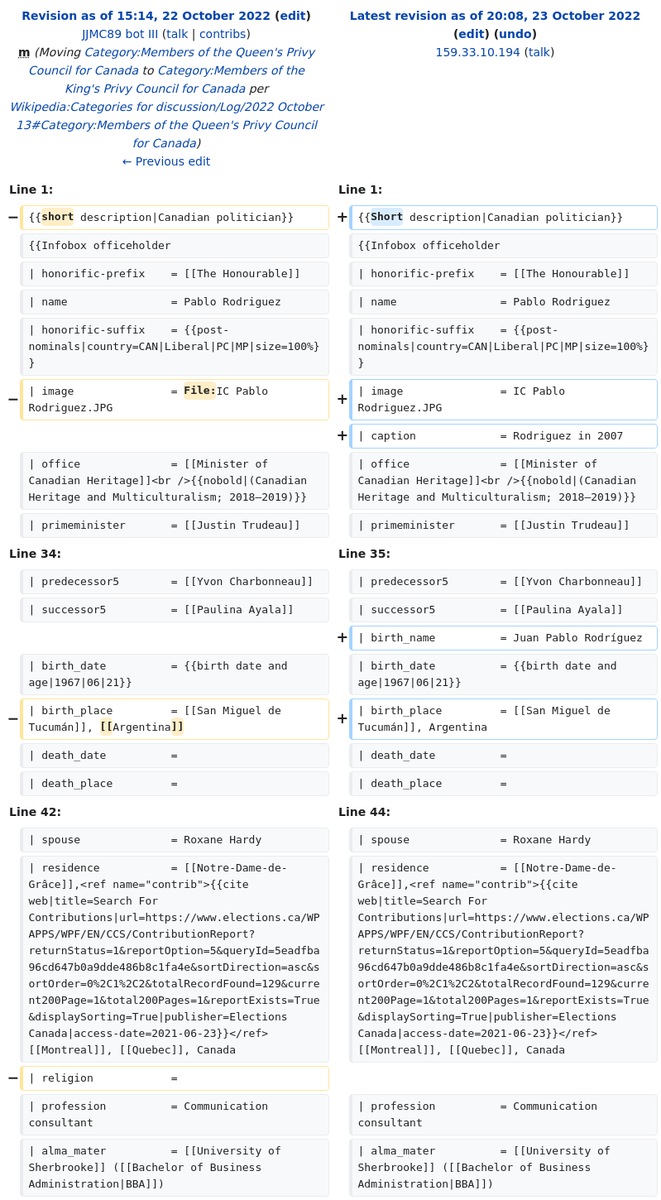 Revision as of 15:14, 22 October 2022 (edit)
JJMC89 bot III (talk | contribs)
m (Moving Category:Members of the Queen's Privy
Council for Canada to Category:Members of the
King's Privy Council for Canada per
Wikipedia:Categories for discussion/Log/2022 October
13#Category:Members of the Queen's Privy Council
for Canada)
← Previous edit
Latest revision as of 20:08, 23 October 2022
(edit) (undo)
159.33.10.194 (talk)
Line 1:
Line 1:
− {{short description|Canadian politician}}
+ {{Short description|Canadian politician}}
{{Infobox officeholder
{{Infobox officeholder
| honorific-prefix = [[The Honourable]]
| honorific-prefix = [[The Honourable]]
| name = Pablo Rodriguez
| name = Pablo Rodriguez
| honorific-suffix = {{post-
nominals|country=CAN|Liberal|PC|MP|size=100%}
}
| honorific-suffix = {{post-
nominals|country=CAN|Liberal|PC|MP|size=100%}
}
− | image = File:IC Pablo
Rodriguez.JPG
+ | image = IC Pablo
Rodriguez.JPG
+ | caption = Rodriguez in 2007
| office = [[Minister of
Canadian Heritage]]<br />{{nobold|(Canadian
Heritage and Multiculturalism; 2018–2019)}}
| office = [[Minister of
Canadian Heritage]]<br />{{nobold|(Canadian
Heritage and Multiculturalism; 2018–2019)}}
| primeminister = [[Justin Trudeau]]
| primeminister = [[Justin Trudeau]]
Line 34:
Line 35:
| predecessor5 = [[Yvon Charbonneau]]
| predecessor5 = [[Yvon Charbonneau]]
| successor5 = [[Paulina Ayala]]
| successor5 = [[Paulina Ayala]]
+ | birth_name = Juan Pablo Rodríguez
| birth_date = {{birth date and
age|1967|06|21}}
| birth_date = {{birth date and
age|1967|06|21}}
− | birth_place = [[San Miguel de
Tucumán]], [[Argentina]]
+ | birth_place = [[San Miguel de
Tucumán]], Argentina
| death_date =
| death_date =
| death_place =
| death_place =
Line 42:
Line 44:
| spouse = Roxane Hardy
| spouse = Roxane Hardy
| residence = [[Notre-Dame-de-
Grâce]],<ref name="contrib">{{cite
web|title=Search For
Contributions|url=https://www.elections.ca/WP
APPS/WPF/EN/CCS/ContributionReport?
returnStatus=1&reportOption=5&queryId=5eadfba
96cd647b0a9dde486b8c1fa4e&sortDirection=asc&s
ortOrder=0%2C1%2C2&totalRecordFound=129&curre
nt200Page=1&total200Pages=1&reportExists=True
&displaySorting=True|publisher=Elections
Canada|access-date=2021-06-23}}</ref>
[[Montreal]], [[Quebec]], Canada
| residence = [[Notre-Dame-de-
Grâce]],<ref name="contrib">{{cite
web|title=Search For
Contributions|url=https://www.elections.ca/WP
APPS/WPF/EN/CCS/ContributionReport?
returnStatus=1&reportOption=5&queryId=5eadfba
96cd647b0a9dde486b8c1fa4e&sortDirection=asc&s
ortOrder=0%2C1%2C2&totalRecordFound=129&curre
nt200Page=1&total200Pages=1&reportExists=True
&displaySorting=True|publisher=Elections
Canada|access-date=2021-06-23}}</ref>
[[Montreal]], [[Quebec]], Canada
− | religion =
| profession = Communication
consultant
| profession = Communication
consultant
| alma_mater = [[University of
Sherbrooke]] ([[Bachelor of Business
Administration|BBA]])
| alma_mater = [[University of
Sherbrooke]] ([[Bachelor of Business
Administration|BBA]])